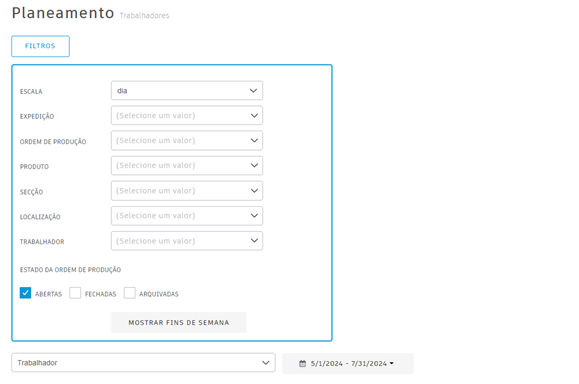 Planeamento Trabalhadores
FILTROS
ESCALA dia
EXPEDIÇÃO (Selecione um valor)
ORDEM DE PRODUÇÃO (Selecione um valor)
PRODUTO (Selecione um valor)
SECÇÃO (Selecione um valor)
LOCALIZAÇÃO (Selecione um valor)
TRABALHADOR (Selecione um valor)
ESTADO DA ORDEM DE PRODUÇÃO
ABERTAS FECHADAS ARQUIVADAS
MOSTRAR FINS DE SEMANA
Trabalhador 5/1/2024 - 7/31/2024